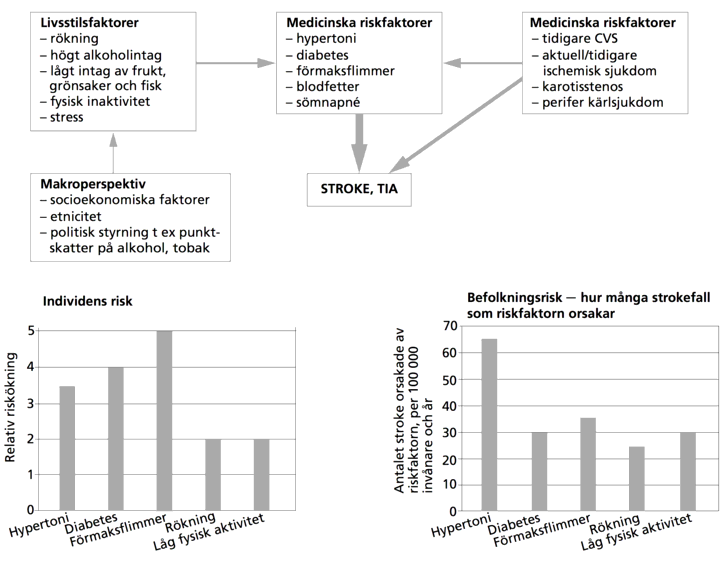 Livsstilsfaktorer
– rökning
– högt alkoholintag
– lågt intag av frukt,
grönsaker och fisk
– fysisk inaktivitet
– stress
Medicinska riskfaktorer
– hypertoni
– diabetes
– förmaksflimmer
– blodfetter
– sömnapné
Medicinska riskfaktorer
– tidigare CVS
– aktuell/tidigare
ischemisk sjukdom
– karotisstenos
– perifer kärlsjukdom
Makroperspektiv
– socioekonomiska faktorer
– etnicitet
– politisk styrning t ex punkt-
skatter på alkohol, tobak
STROKE, TIA
Individens risk
Relativ riskökning
5
4
3
2
1
0
Hypertoni
Diabetes
Förmaksflimmer
Rökning
Låg fysisk aktivitet
Befolkningsrisk — hur många strokefall
som riskfaktorn orsakar
Antalet stroke orsakade av
riskfaktorn, per 100 000
invånare och år
70
60
50
40
30
20
10
0
Hypertoni
Diabetes
Förmaksflimmer
Rökning
Låg fysisk aktivitet